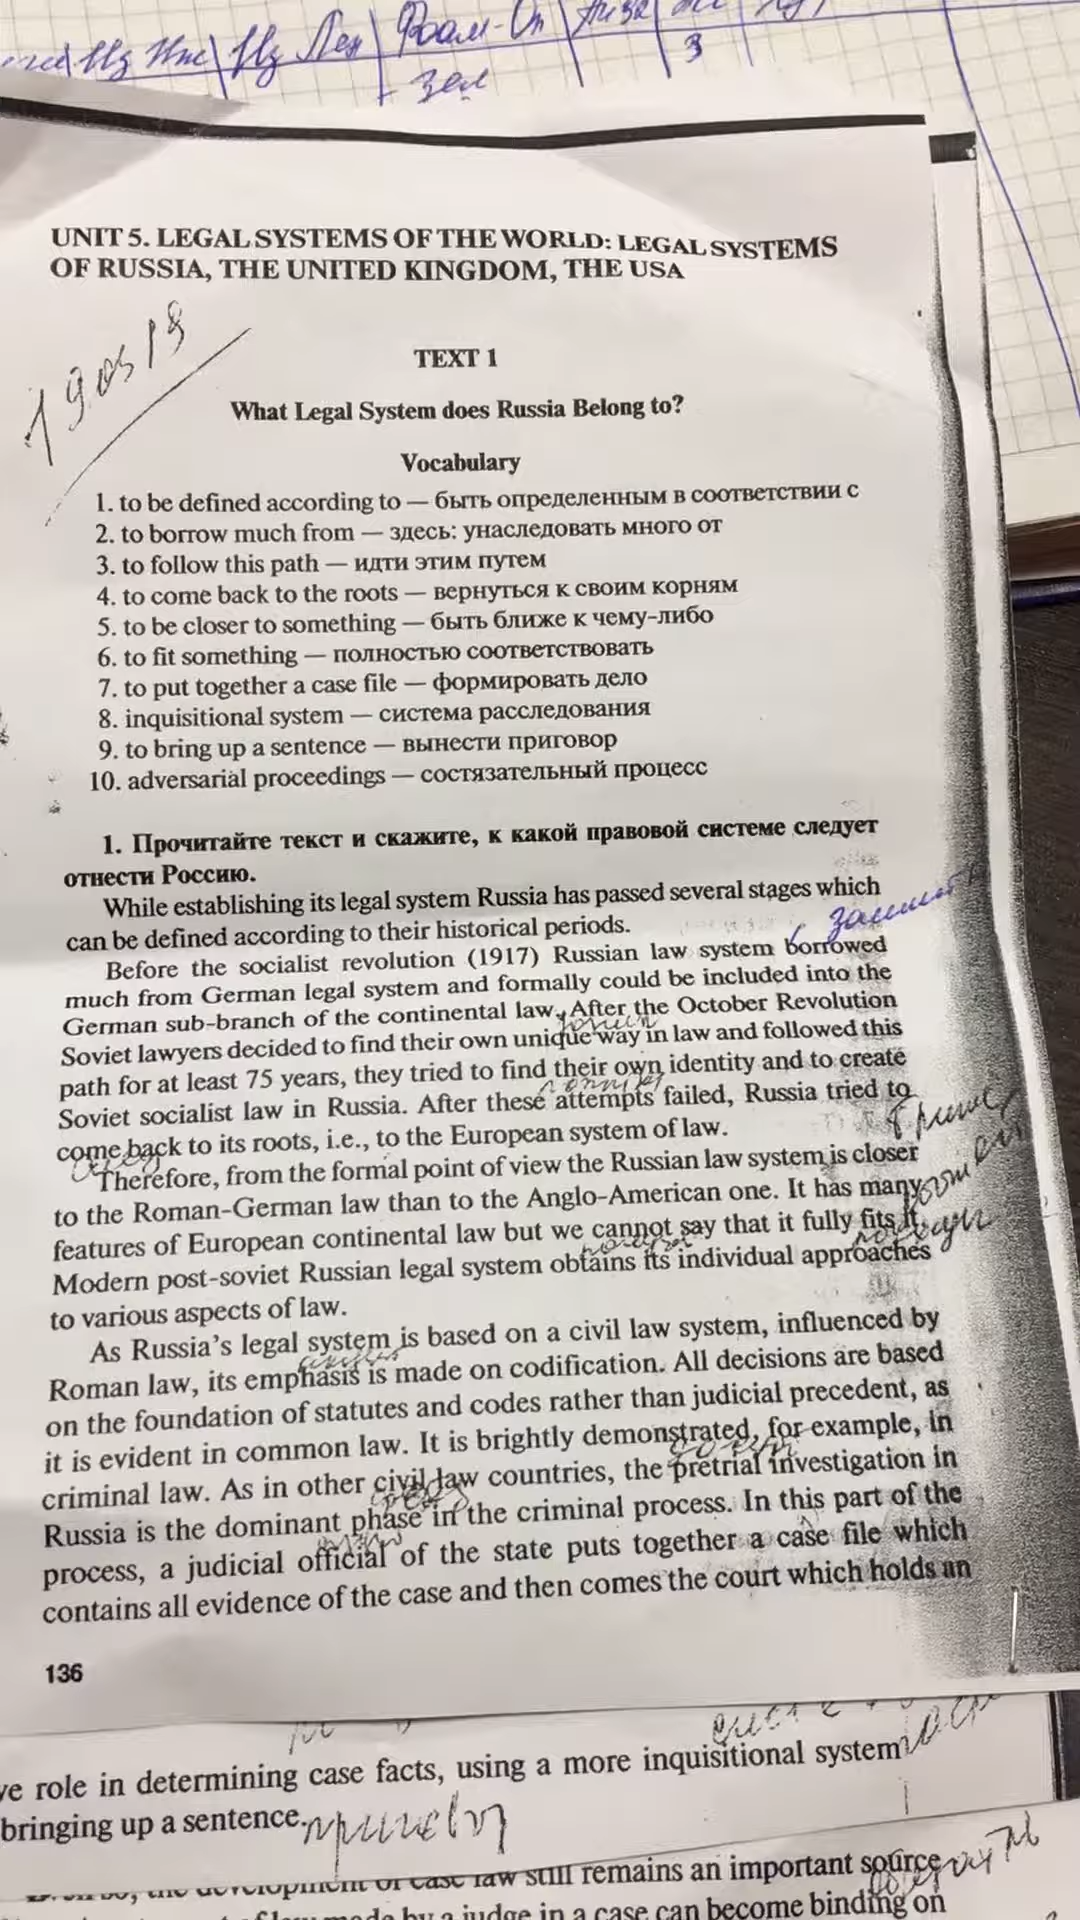 зел
3
UNIT 5. LEGAL SYSTEMS OF THE WORLD: LEGAL SYSTEMS
OF RUSSIA, THE UNITED KINGDOM, THE USA
TEXT 1
What Legal System does Russia Belong to?
Vocabulary
1. to be defined according to — быть определенным в соответствии с
2. to borrow much from — здесь: унаследовать много от
3. to follow this path — идти этим путем
4. to come back to the roots — вернуться к своим корням
5. to be closer to something — быть ближе к чему-либо
6. to fit something — полностью соответствовать
7. to put together a case file — формировать дело
8. inquisitional system — система расследования
9. to bring up a sentence — вынести приговор
10. adversarial proceedings — состязательный процесс
1. Прочитайте текст и скажите, к какой правовой системе следует
отнести Россию.
While establishing its legal system Russia has passed several stages which
can be defined according to their historical periods.
Before the socialist revolution (1917) Russian law system borrowed
much from German legal system and formally could be included into the
German sub-branch of the continental law. After the October Revolution
Soviet lawyers decided to find their own unique way in law and followed this
path for at least 75 years, they tried to find their own identity and to create
Soviet socialist law in Russia. After these attempts failed, Russia tried to
come back to its roots, i.e., to the European system of law.
Therefore, from the formal point of view the Russian law system is closer
to the Roman-German law than to the Anglo-American one. It has many
features of European continental law but we cannot say that it fully fits it.
Modern post-soviet Russian legal system obtains its individual approaches
to various aspects of law.
As Russia's legal system is based on a civil law system, influenced by
Roman law, its emphasis is made on codification. All decisions are based
on the foundation of statutes and codes rather than judicial precedent, as
it is evident in common law. It is brightly demonstrated, for example, in
criminal law. As in other civil law countries, the pretrial investigation in
Russia is the dominant phase in the criminal process. In this part of the
process, a judicial official of the state puts together a case file which
contains all evidence of the case and then comes the court which holds an
136
role in determining case facts, using a more inquisitional system
bringing up a sentence.
so, the development of case law still remains an important source
made by a judge in a case can become binding on